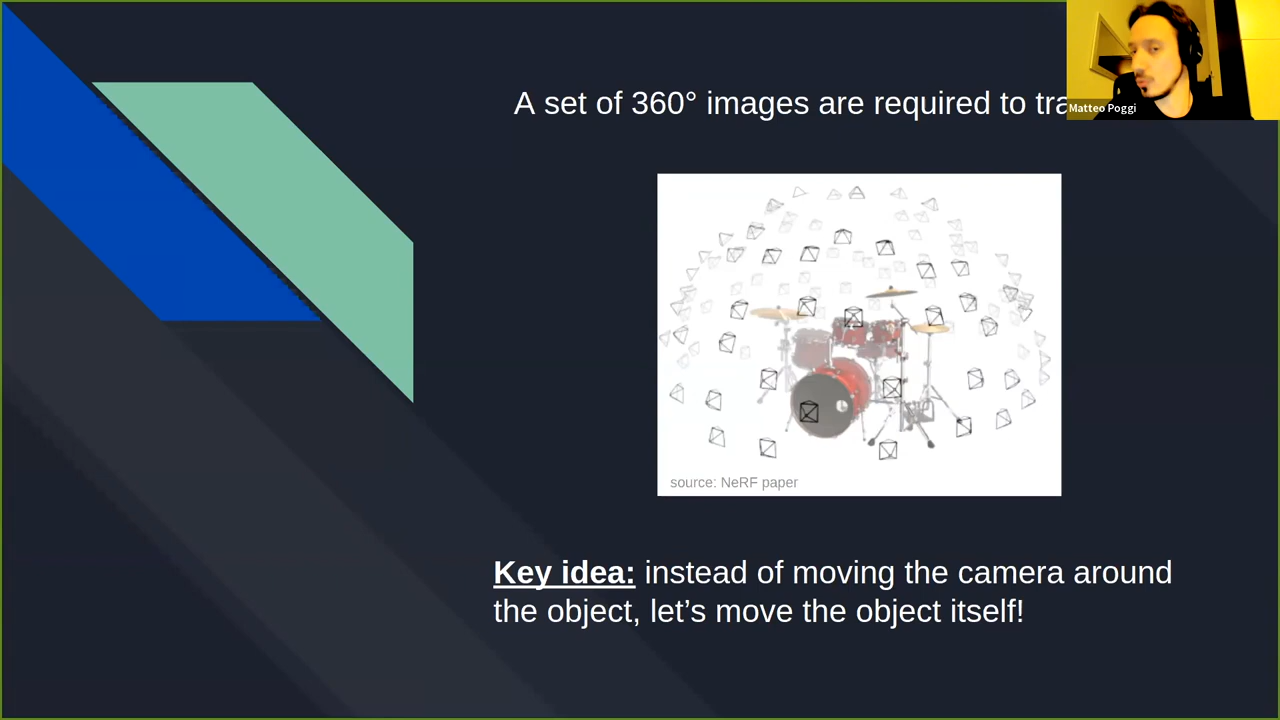 A set of 360° images are required to tra
Matteo Poggi
source: NeRF paper
Key idea: instead of moving the camera around
the object, let’s move the object itself!